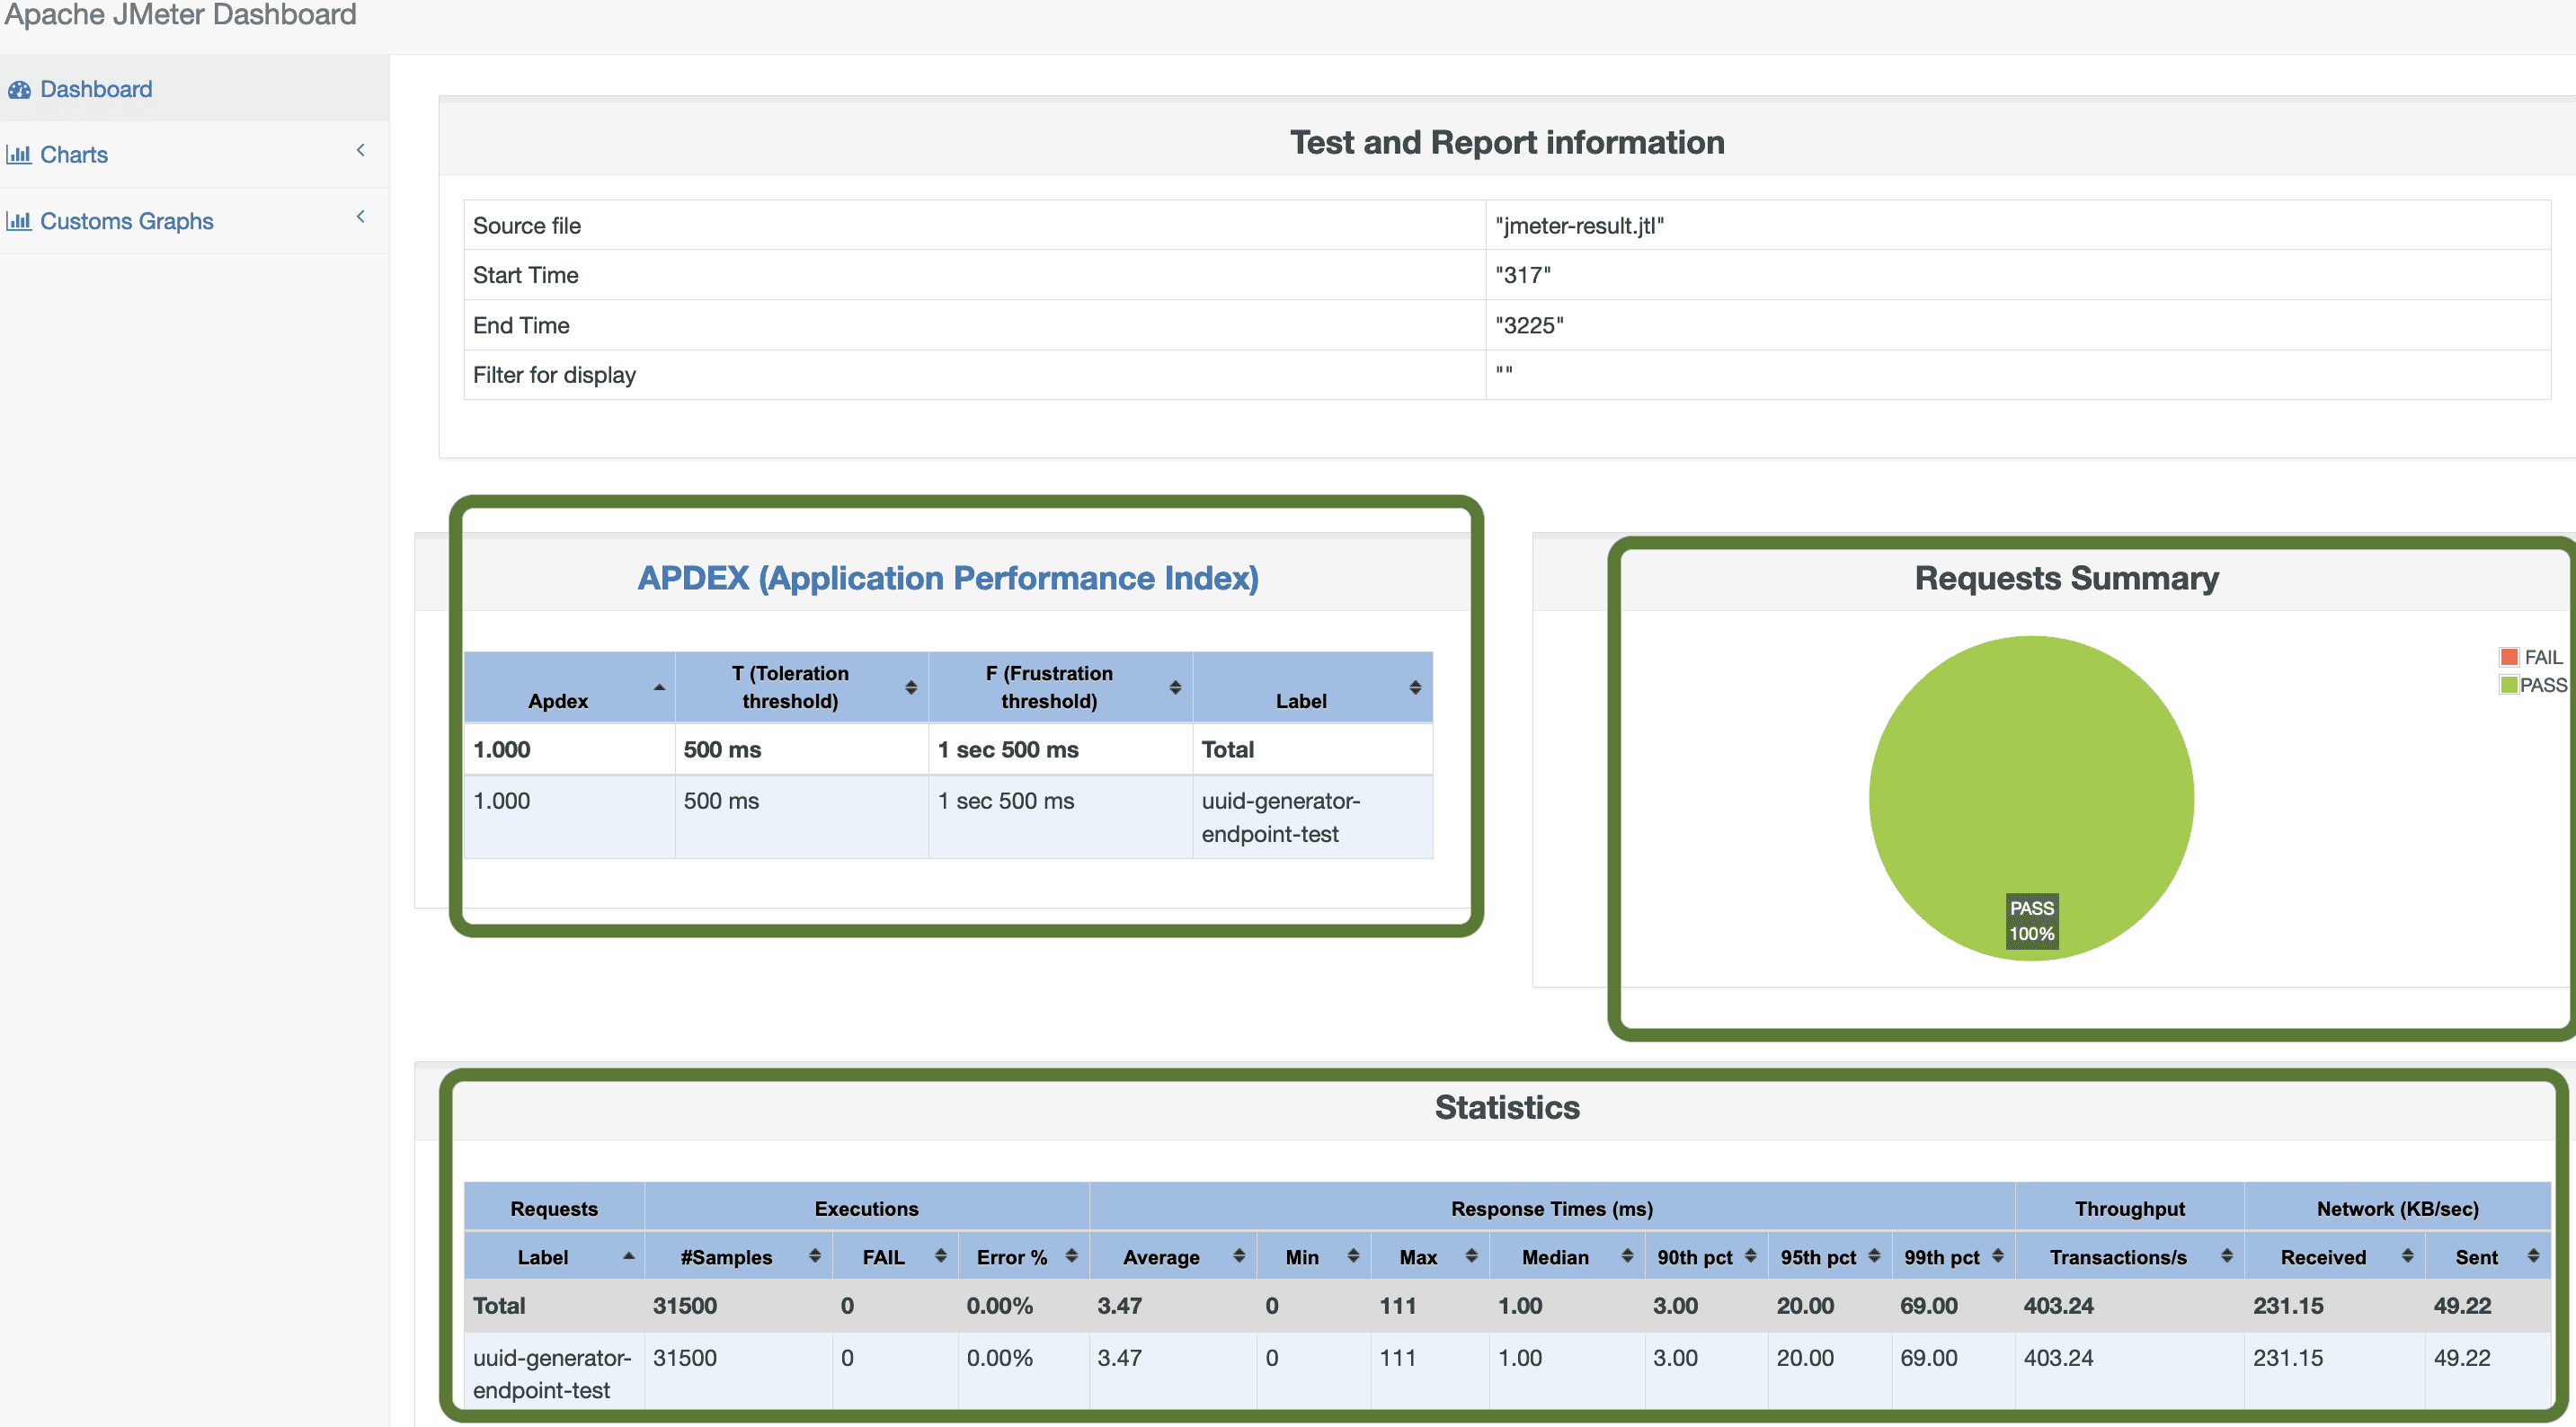 Apache JMeter Dashboard
Dashboard
Charts
Customs Graphs
Test and Report information
Source file "jmeter-result.jtl"
Start Time "317"
End Time "3225"
Filter for display ""
APDEX (Application Performance Index)
Apdex T (Toleration threshold) F (Frustration threshold) Label
1.000 500 ms 1 sec 500 ms Total
1.000 500 ms 1 sec 500 ms uuid-generator-
endpoint-test
Requests Summary
FAIL
PASS
PASS
100%
Statistics
Requests Executions Response Times (ms) Throughput Network (KB/sec)
Label #Samples FAIL Error % Average Min Max Median 90th pct 95th pct 99th pct Transactions/s Received Sent
Total 31500 0 0.00% 3.47 0 111 1.00 3.00 20.00 69.00 403.24 231.15 49.22
uuid-generator- 31500 0 0.00% 3.47 0 111 1.00 3.00 20.00 69.00 403.24 231.15 49.22
endpoint-test